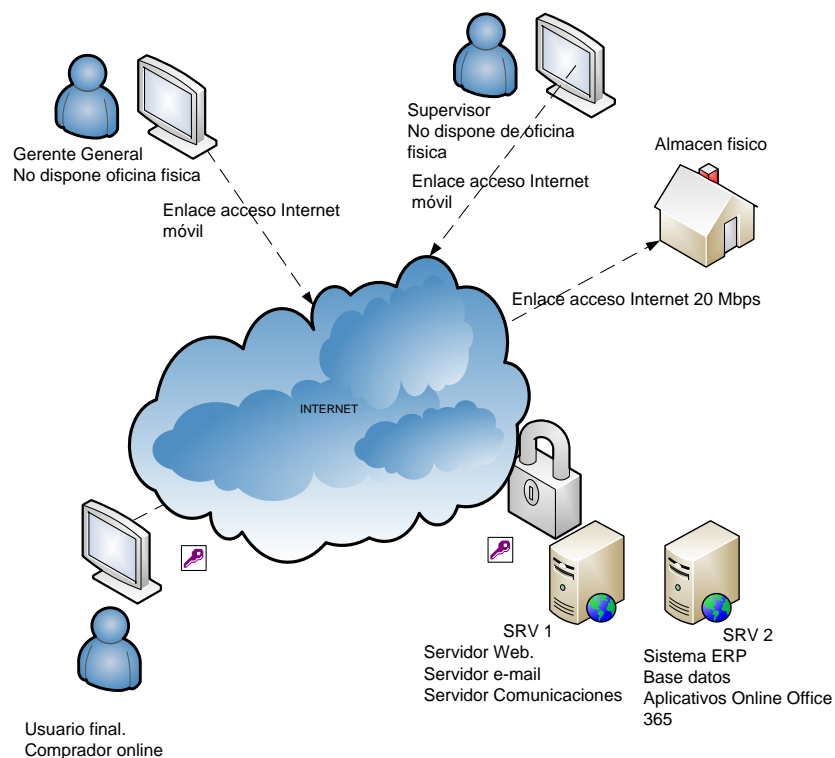 Supervisor
No dispone de oficina
fisica
Gerente General
No dispone oficina fisica
Almacen fisico
Enlace acceso Internet
móvil
Enlace acceso Internet
móvil
Enlace acceso Internet 20 Mbps
INTERNET
SRV 1
Servidor Web.
Servidor e-mail
Servidor Comunicaciones
SRV 2
Sistema ERP
Base datos
Aplicativos Online Office
365
Usuario final.
Comprador online